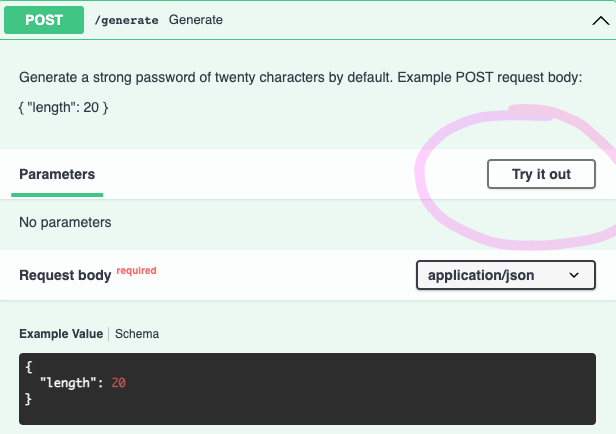 POST /generate Generate
Generate a strong password of twenty characters by default. Example POST request body:
{ "length": 20 }
Parameters Try it out
No parameters
Request body required application/json
Example Value Schema
{
"length": 20
}